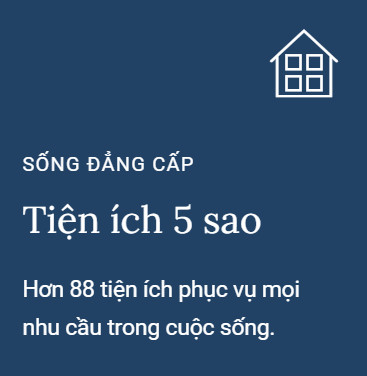 SỐNG ĐẲNG CẤP
Tiện ích 5 sao
Hơn 88 tiện ích phục vụ mọi
nhu cầu trong cuộc sống.